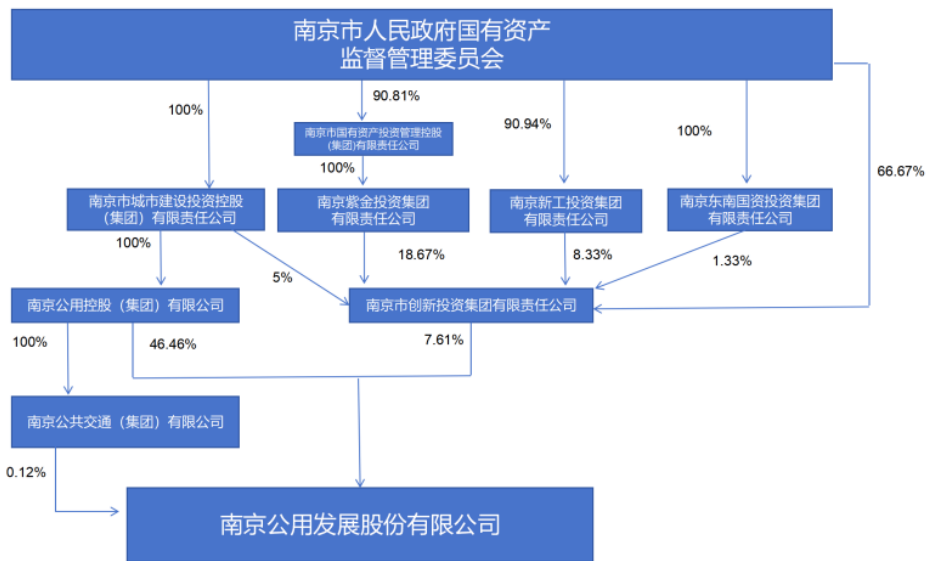 南京市人民政府国有资产
监督管理委员会
100%
90.81%
90.94%
100%
66.67%
南京市国有资产投资管理控股
(集团)有限责任公司
100%
南京市城市建设投资控股
（集团）有限责任公司
南京紫金投资集团
有限责任公司
南京新工投资集团
有限责任公司
南京东南国资投资集团
有限责任公司
100%
5%
18.67%
8.33%
1.33%
南京公用控股（集团）有限公司
南京市创新投资集团有限责任公司
100%
46.46%
7.61%
南京公共交通（集团）有限公司
0.12%
南京公用发展股份有限公司